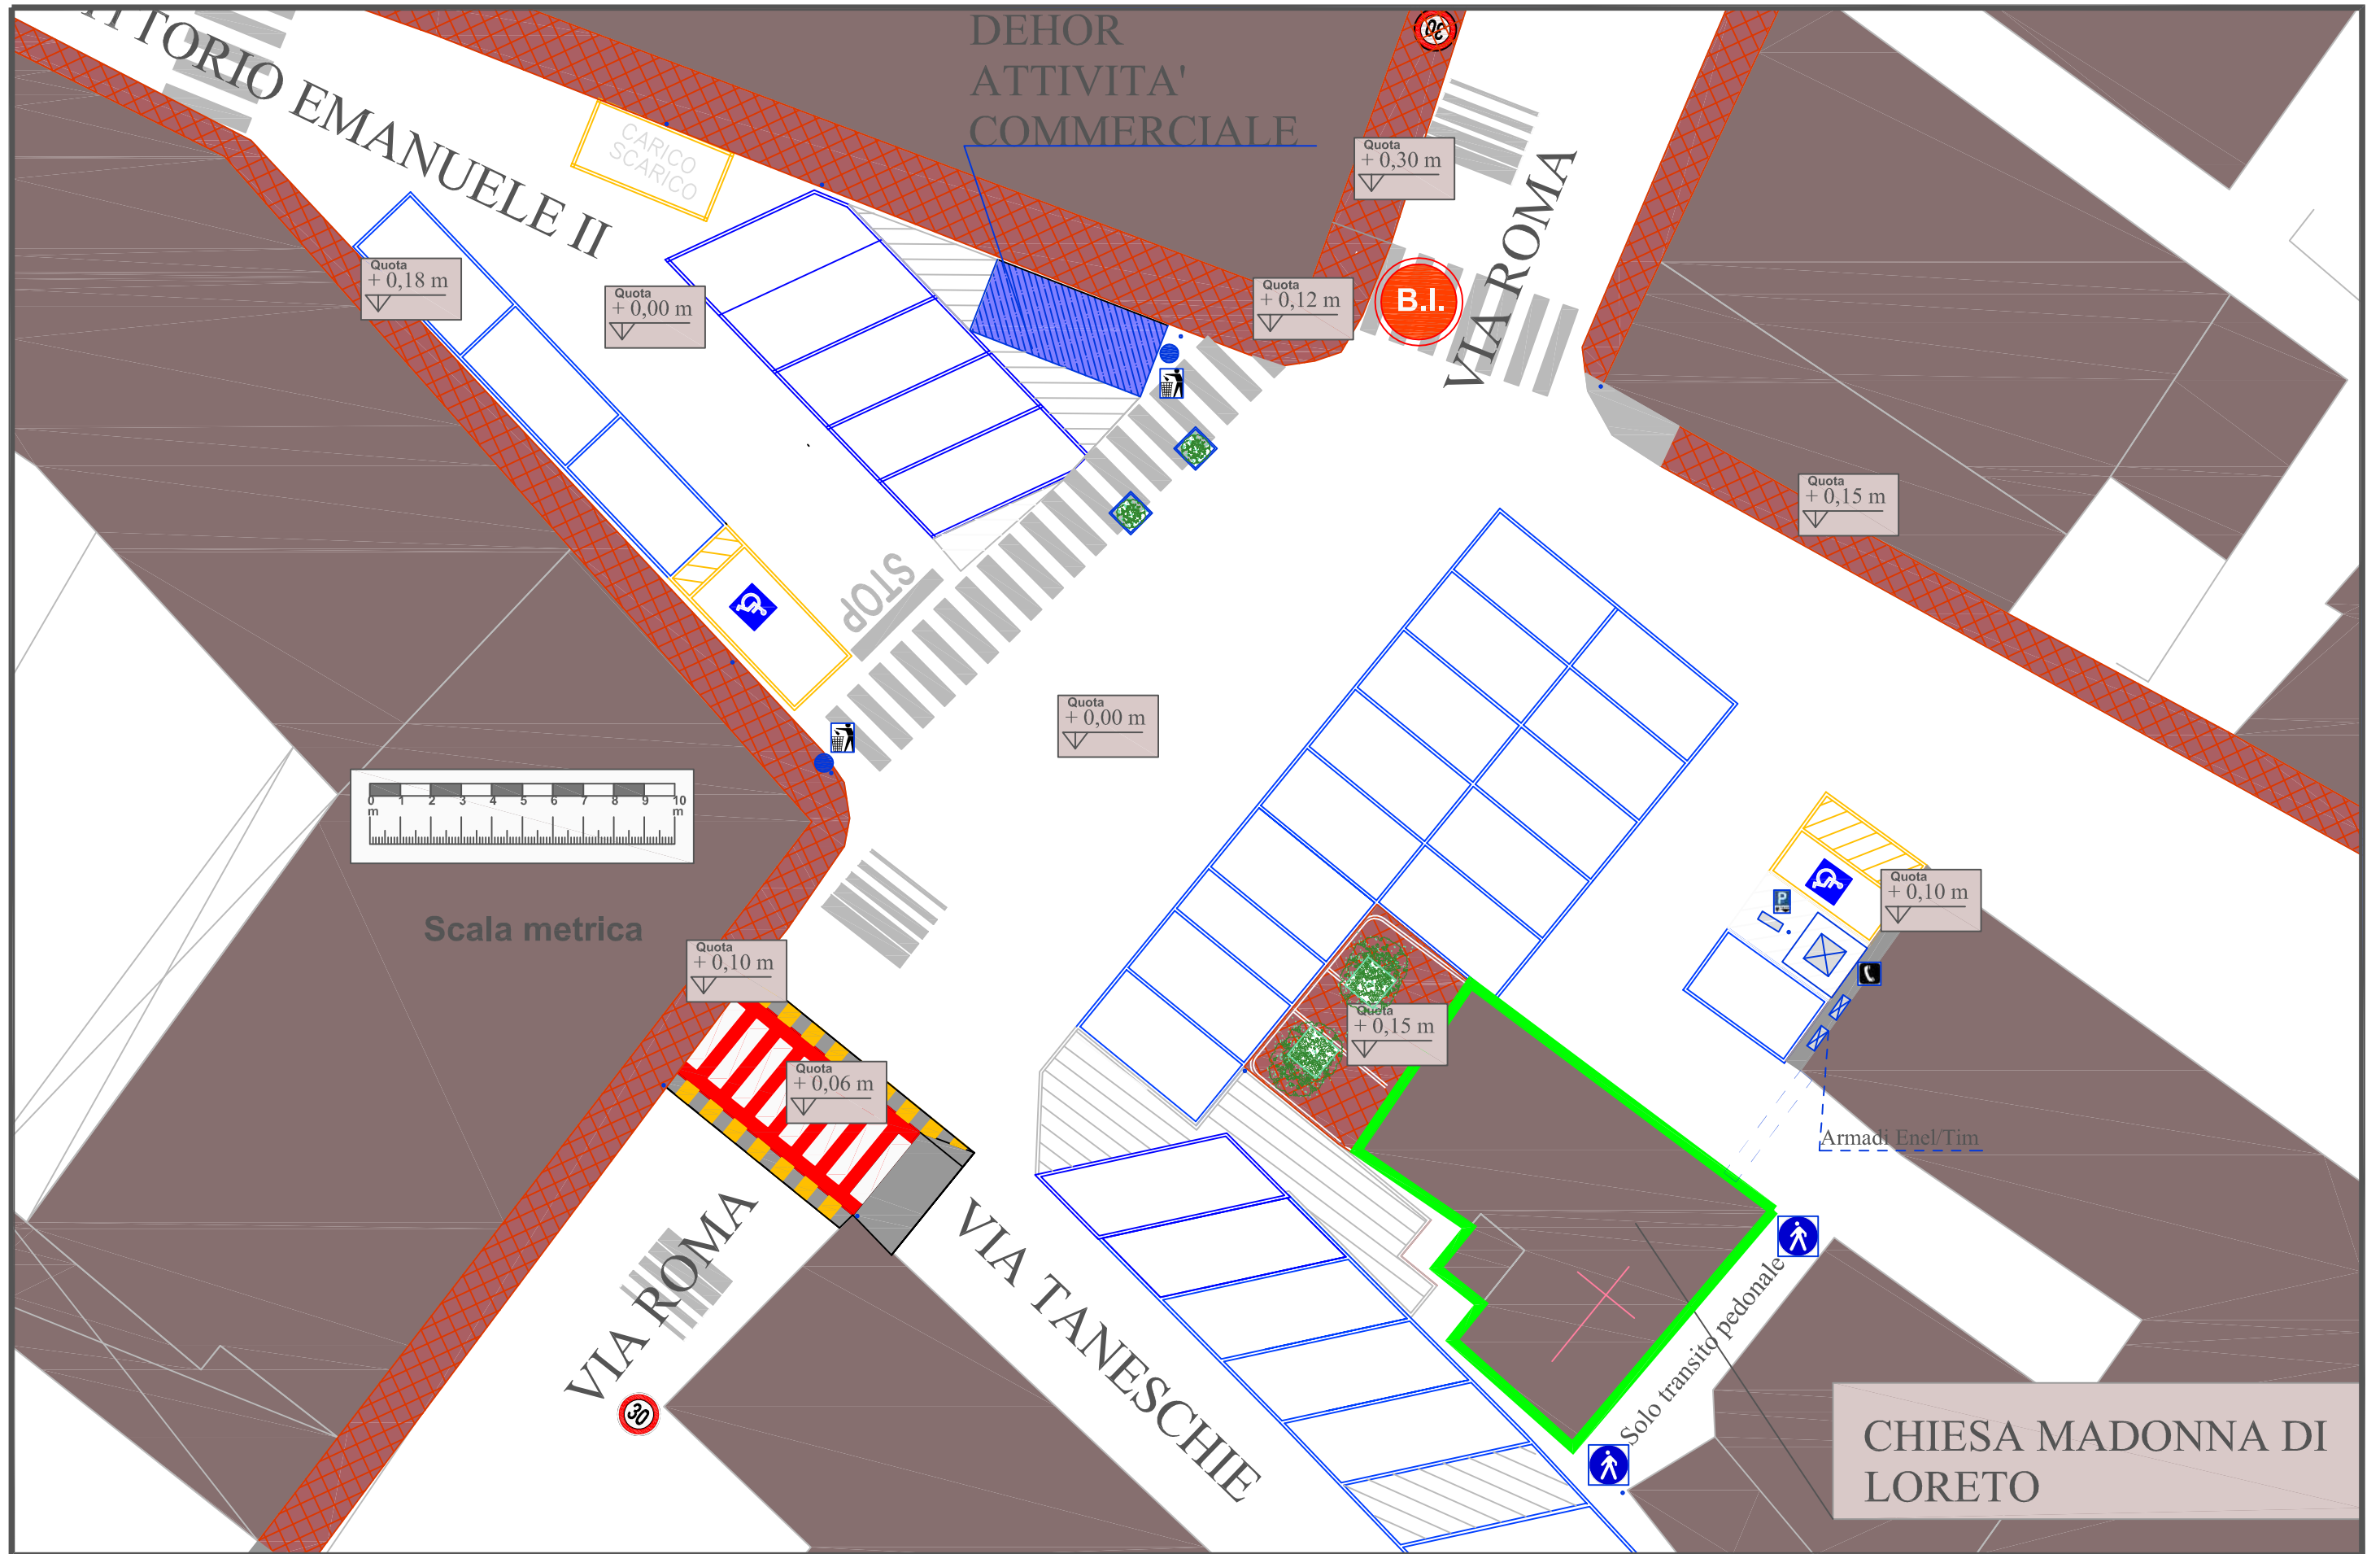 DEHOR
ATTIVITA'
COMMERCIALE
30
TTORIO EMANUELE II
CARICO
SCARICO
Quota
+ 0,30 m
VIA ROMA
Quota
+ 0,18 m
Quota
+ 0,00 m
Quota
+ 0,12 m
B.I.
Quota
+ 0,15 m
STOP
Quota
+ 0,00 m
0 1 2 3 4 5 6 7 8 9 10
m m
Scala metrica
Quota
+ 0,10 m
P
Quota
+ 0,10 m
Quota
+ 0,15 m
Quota
+ 0,06 m
Armadi Enel/Tim
VIA ROMA
30
VIA TANESCHIE
Solo transito pedonale
CHIESA MADONNA DI
LORETO